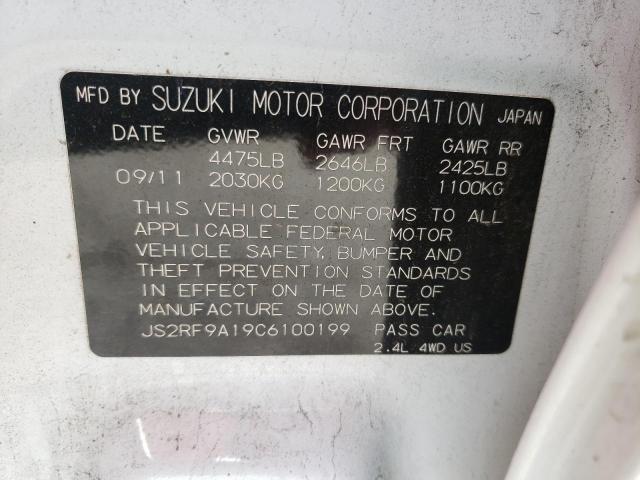 MFD BY SUZUKI MOTOR CORPORATION JAPAN
DATE GVWR GAWR FRT GAWR RR
4475LB 2646LB 2425LB
09/11 2030KG 1200KG 1100KG
THIS VEHICLE CONFORMS TO ALL
APPLICABLE FEDERAL MOTOR
VEHICLE SAFETY, BUMPER AND
THEFT PREVENTION STANDARDS
IN EFFECT ON THE DATE OF
MANUFACTURE SHOWN ABOVE.
JS2RF9A19C6100199 PASS CAR
2.4L 4WD US